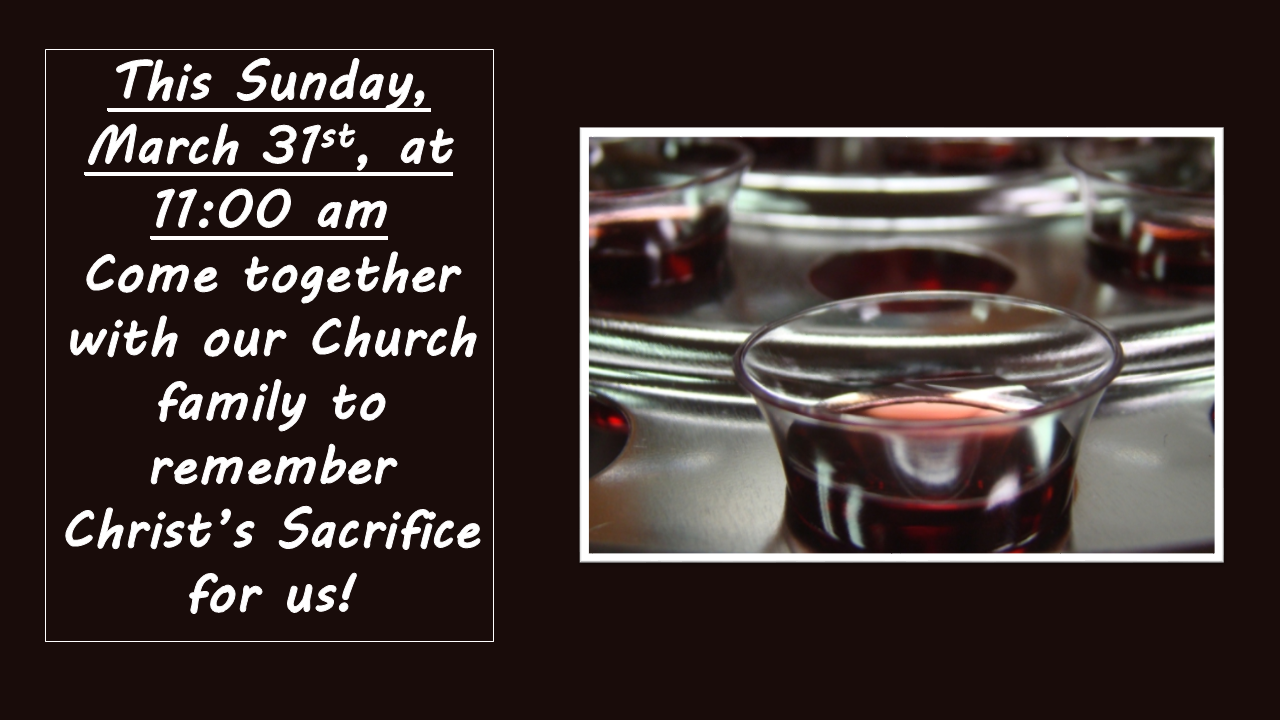 This Sunday,
March 31st, at
11:00 am
Come together
with our Church
family to
remember
Christ’s Sacrifice
for us!